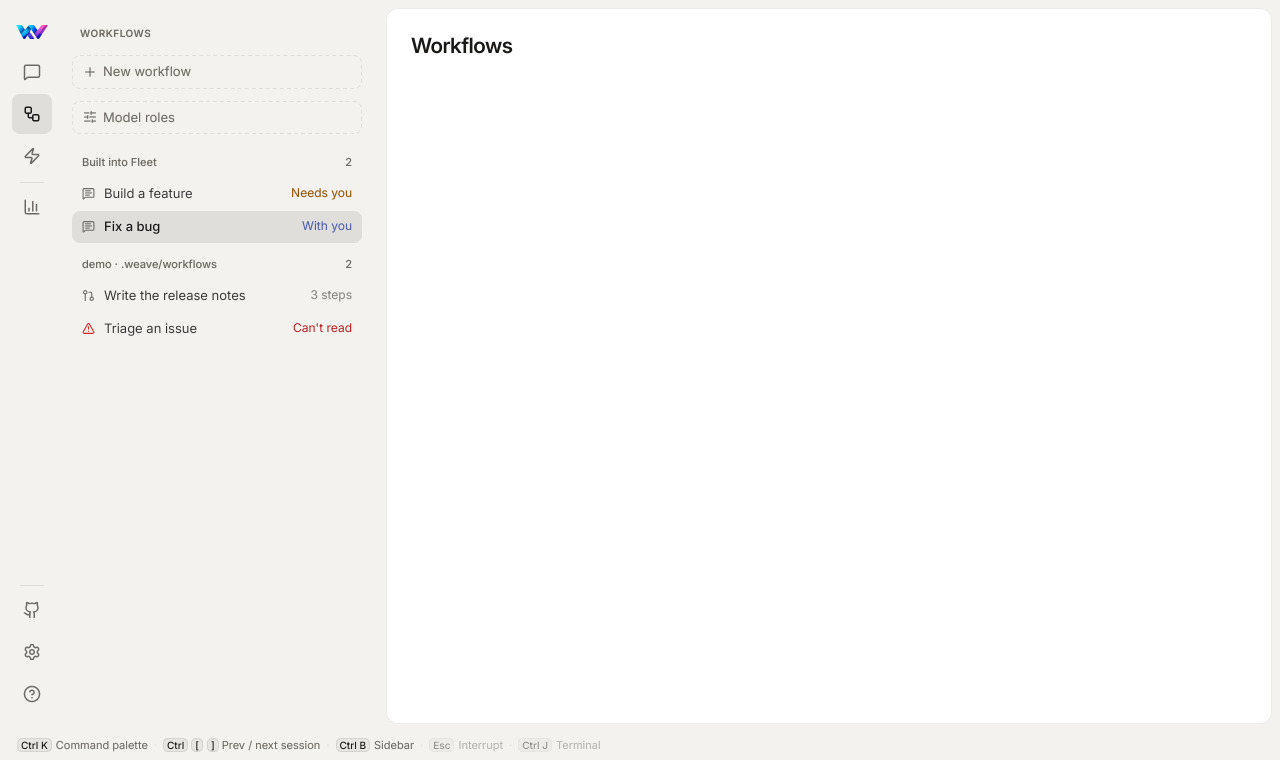 WORKFLOWS
New workflow
Model roles
Built into Fleet 2
Build a feature Needs you
Fix a bug With you
demo · .weave/workflows 2
Write the release notes 3 steps
Triage an issue Can't read
Workflows
Ctrl K Command palette · Ctrl [ ] Prev / next session · Ctrl B Sidebar · Esc Interrupt · Ctrl J Terminal